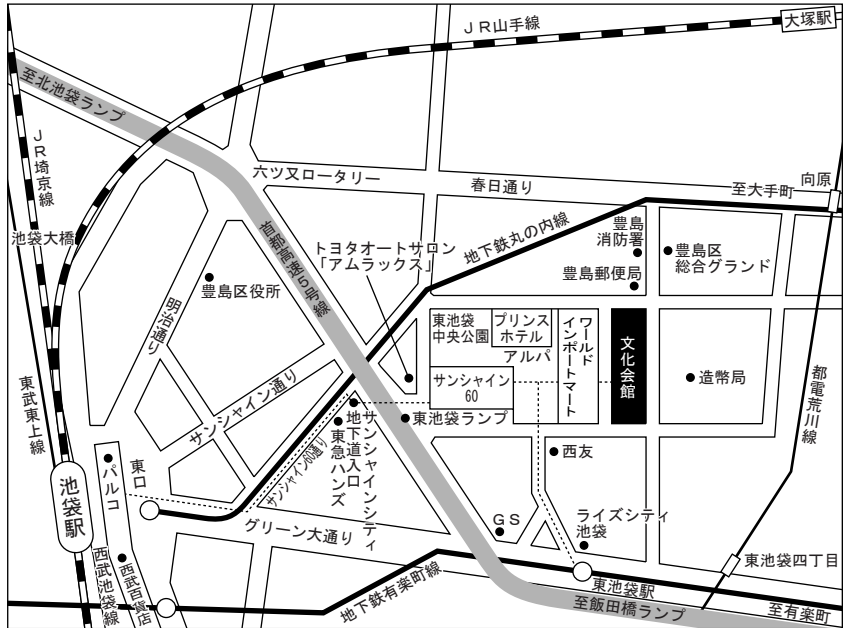 JR山手線
大塚駅
至北池袋ランプ
JR埼京線
六ツ又ロータリー
春日通り
向原
至大手町
池袋大橋
首都高速5号線
トヨタオートサロン
「アムラックス」
地下鉄丸の内線
豊島
消防署
豊島区
総合グランド
豊島郵便局
豊島区役所
明治通り
東池袋
中央公園
プリンス
ホテル
アルパ
ワールド
インポートマート
文化会館
サンシャイン
60
造幣局
都電荒川線
東武東上線
サンシャイン通り
東池袋ランプ
サンシャインシティ
地下道入口
東急ハンズ
サンシャイン60通り
西友
パルコ
東口
池袋駅
グリーン大通り
GS
ライズシティ
池袋
東池袋四丁目
西武百貨店
西武池袋線
地下鉄有楽町線
東池袋駅
至飯田橋ランプ
至有楽町